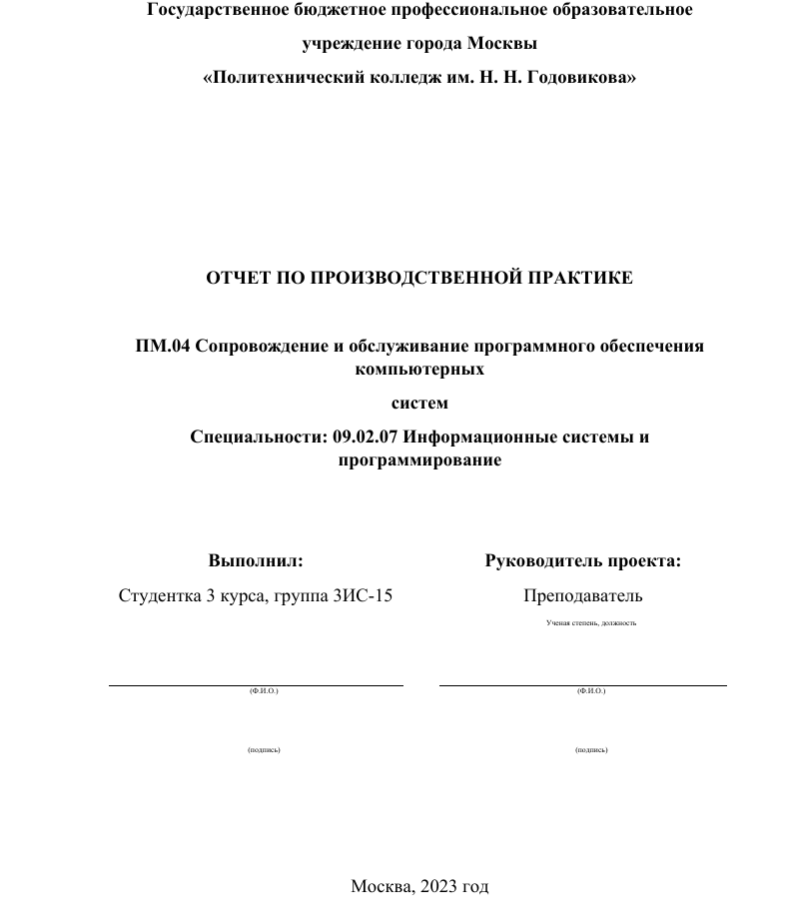 Государственное бюджетное профессиональное образовательное
учреждение города Москвы
«Политехнический колледж им. Н. Н. Годовикова»
ОТЧЕТ ПО ПРОИЗВОДСТВЕННОЙ ПРАКТИКЕ
ПМ.04 Сопровождение и обслуживание программного обеспечения
компьютерных
систем
Специальности: 09.02.07 Информационные системы и
программирование
Выполнил:
Студентка 3 курса, группа 3ИС-15
(Ф.И.О.)
(подпись)
Руководитель проекта:
Преподаватель
Ученая степень, должность
(Ф.И.О.)
(подпись)
Москва, 2023 год